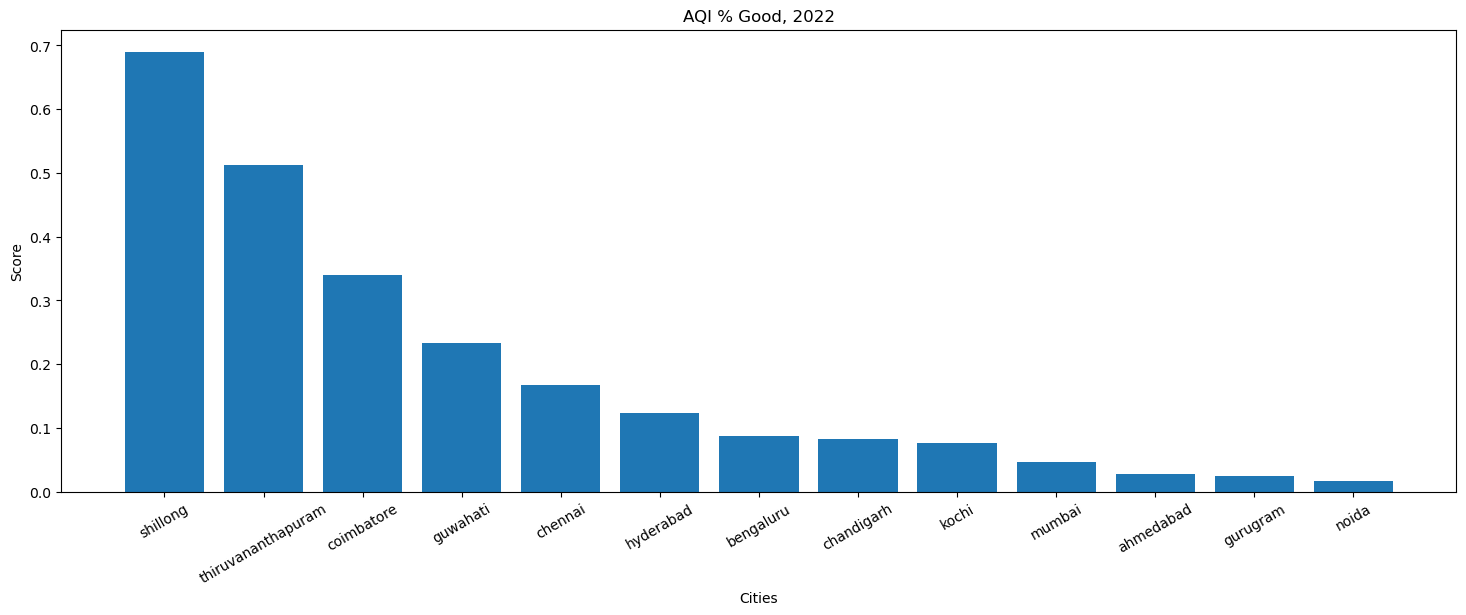 AQI % Good, 2022
Score
0.7
0.6
0.5
0.4
0.3
0.2
0.1
0.0
shillong
thiruvananthapuram
coimbatore
guwahati
chennai
hyderabad
bengaluru
chandigarh
kochi
mumbai
ahmedabad
gurugram
noida
Cities